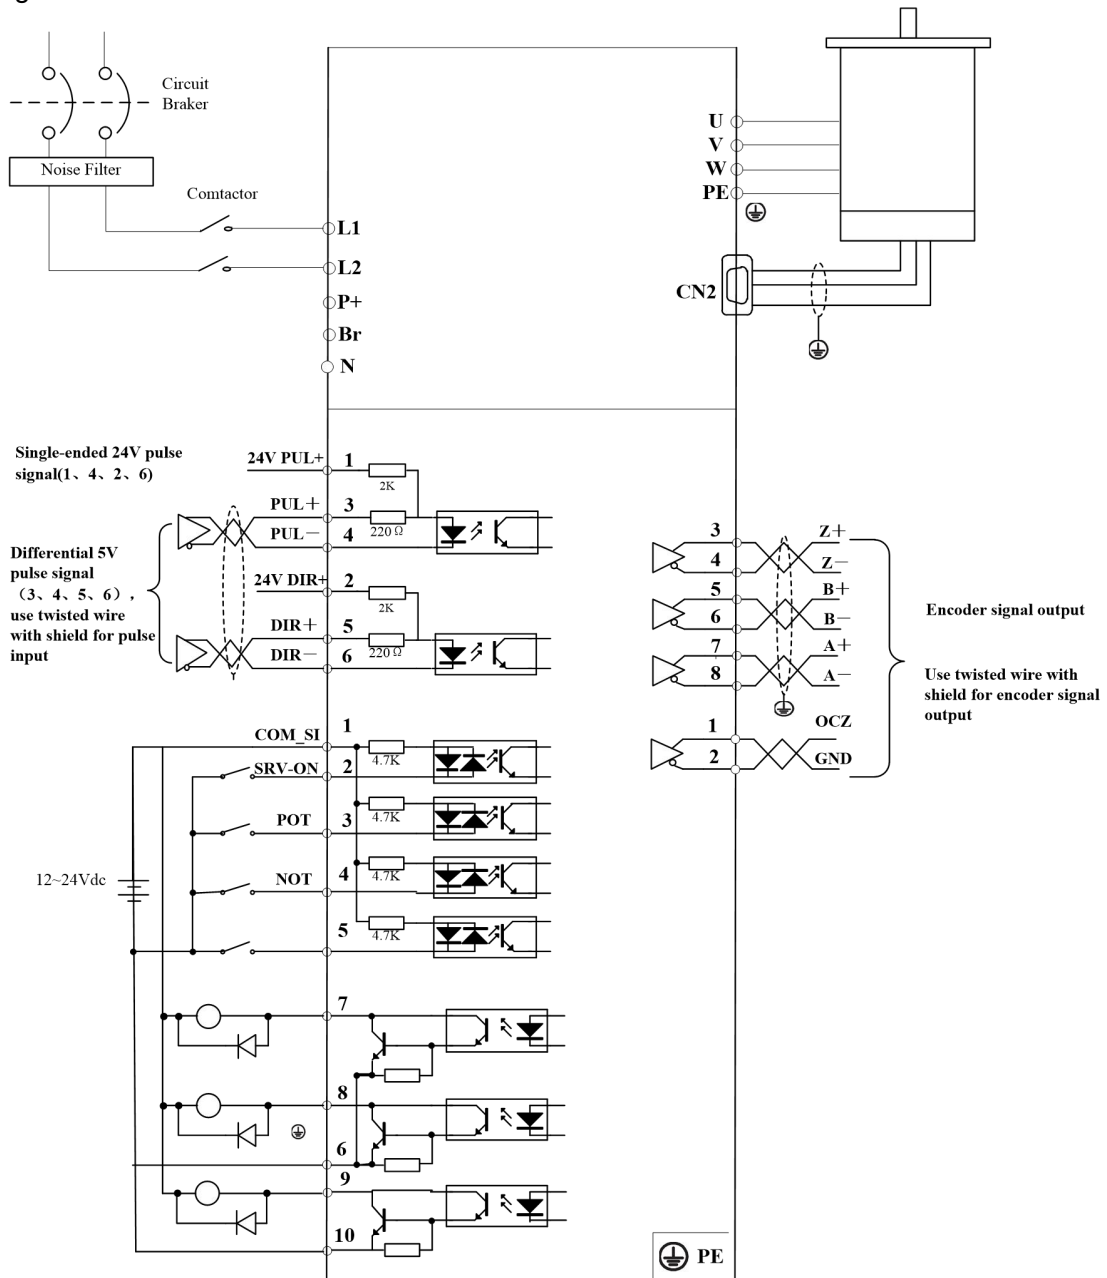 Circuit
Braker
Noise Filter
Comtactor
L1
L2
P+
Br
N
U
V
W
PE
CN2
Single-ended 24V pulse
signal(1、4、2、6)
24V PUL+
1
2K
PUL+
3
220Ω
PUL-
4
Differential 5V
pulse signal
（3、4、5、6），
use twisted wire
with shield for pulse
input
24V DIR+
2
2K
DIR+
5
220Ω
DIR-
6
3
Z+
4
Z-
5
B+
6
B-
7
A+
8
A-
1
OCZ
2
GND
Encoder signal output
Use twisted wire with
shield for encoder signal
output
COM_SI
1
4.7K
SRV-ON
2
POT
3
4.7K
NOT
4
4.7K
5
4.7K
12~24Vdc
7
8
6
9
10
PE